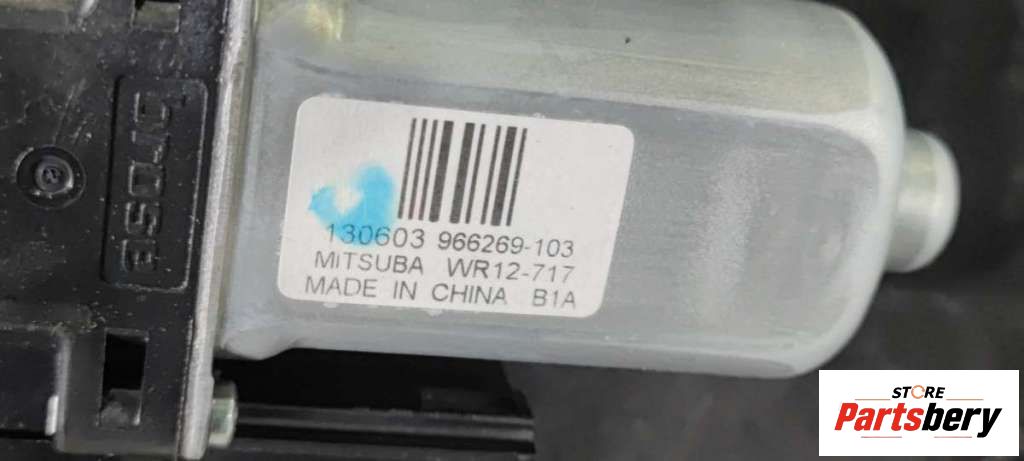 130603 966269-103
MITSUBA WR12-717
MADE IN CHINA B1A
STORE
Partsbery